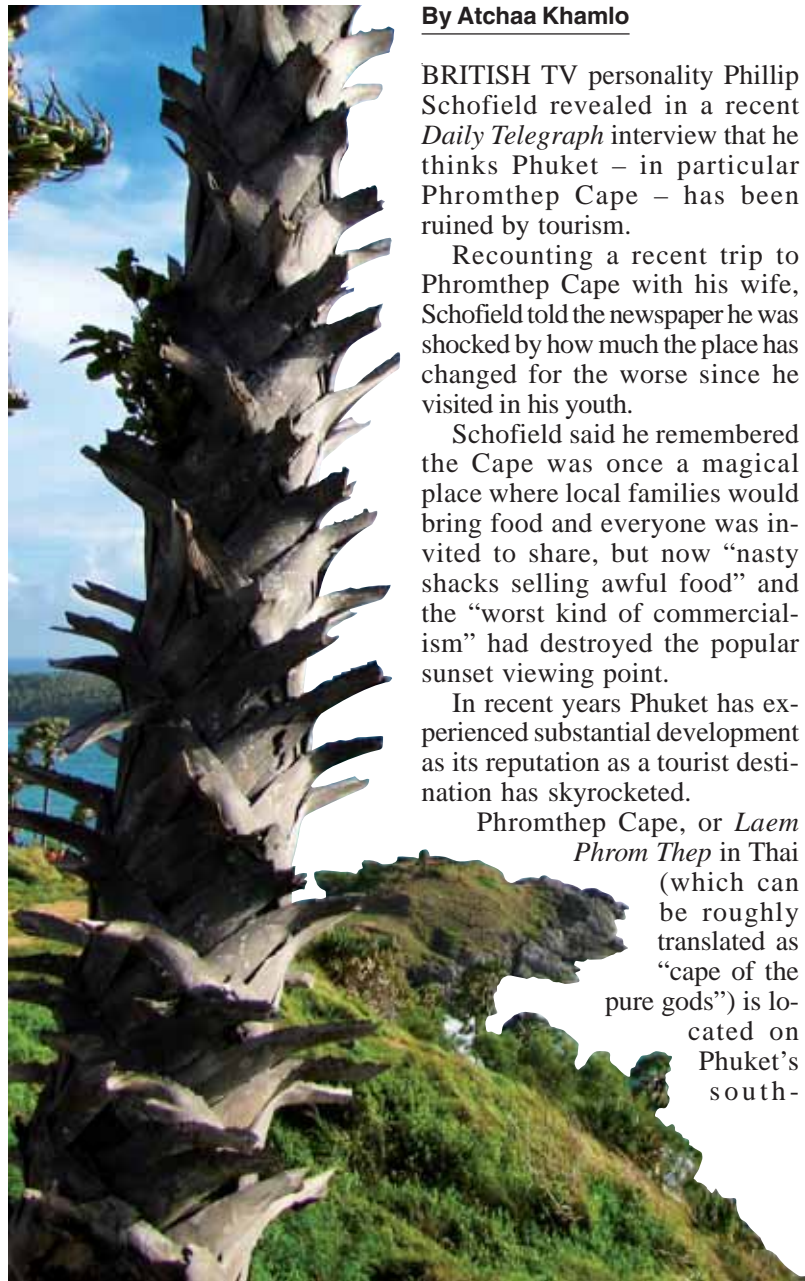 By Atchaa Khamlo
BRITISH TV personality Phillip
Schofield revealed in a recent
Daily Telegraph interview that he
thinks Phuket – in particular
Phromthep Cape – has been
ruined by tourism.
Recounting a recent trip to
Phromthep Cape with his wife,
Schofield told the newspaper he was
shocked by how much the place has
changed for the worse since he
visited in his youth.
Schofield said he remembered
the Cape was once a magical
place where local families would
bring food and everyone was in-
vited to share, but now “nasty
shacks selling awful food” and
the “worst kind of commercial-
ism” had destroyed the popular
sunset viewing point.
In recent years Phuket has ex-
perienced substantial development
as its reputation as a tourist desti-
nation has skyrocketed.
Phromthep Cape, or Laem
Phrom Thep in Thai
(which can
be roughly
translated as
“cape of the
pure gods”) is lo-
cated on
Phuket’s
south-